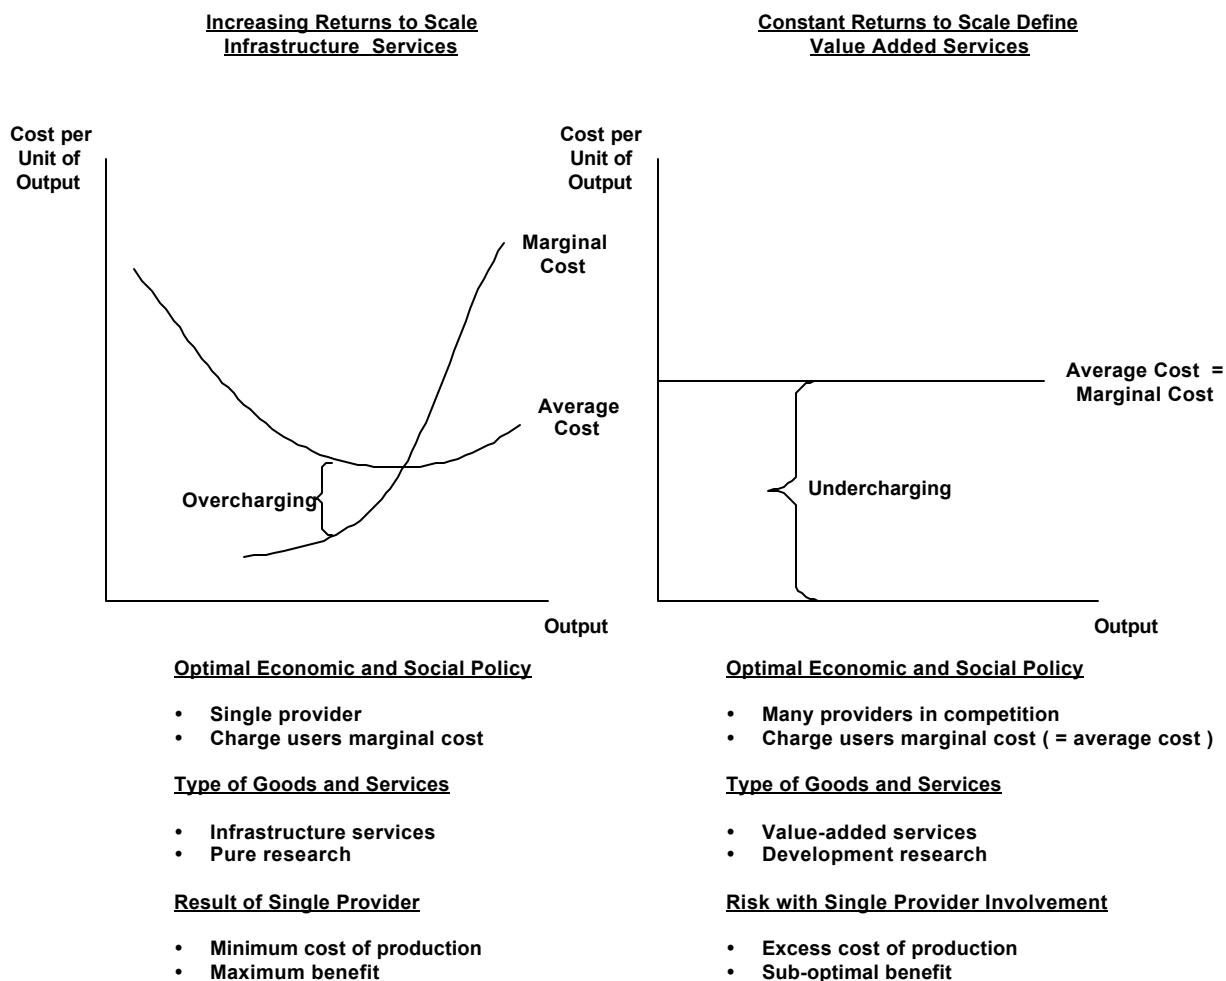 Increasing Returns to Scale
Infrastructure Services
Cost per
Unit of
Output
Marginal
Cost
Average
Cost
Overcharging
Output
Optimal Economic and Social Policy
• Single provider
• Charge users marginal cost
Type of Goods and Services
• Infrastructure services
• Pure research
Result of Single Provider
• Minimum cost of production
• Maximum benefit
Constant Returns to Scale Define
Value Added Services
Cost per
Unit of
Output
Average Cost =
Marginal Cost
Undercharging
Output
Optimal Economic and Social Policy
• Many providers in competition
• Charge users marginal cost ( = average cost )
Type of Goods and Services
• Value-added services
• Development research
Risk with Single Provider Involvement
• Excess cost of production
• Sub-optimal benefit